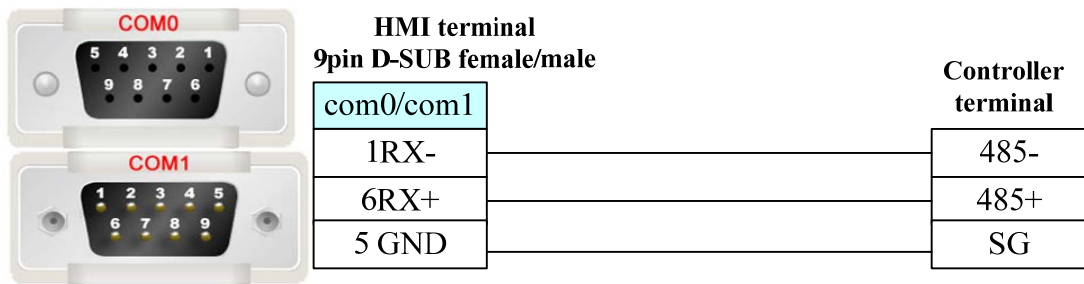 COM0
5 4 3 2 1
9 8 7 6
COM1
1 2 3 4 5
6 7 8 9
HMI terminal
9pin D-SUB female/male
com0/com1
1RX-
6RX+
5 GND
Controller
terminal
485-
485+
SG